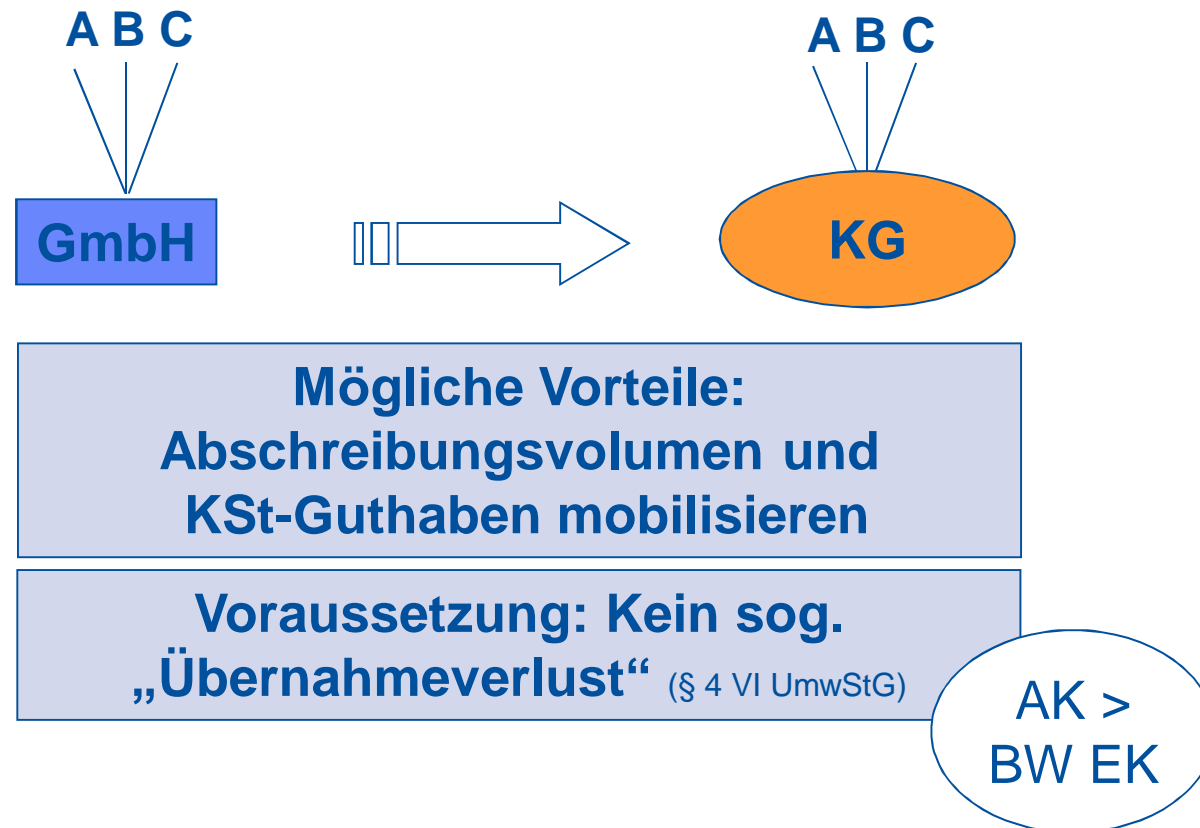 A B C
A B C
GmbH
KG
Mögliche Vorteile:
Abschreibungsvolumen und
KSt-Guthaben mobilisieren
Voraussetzung: Kein sog.
„Übernahmeverlust“ (§ 4 VI UmwStG)
AK >
BW EK